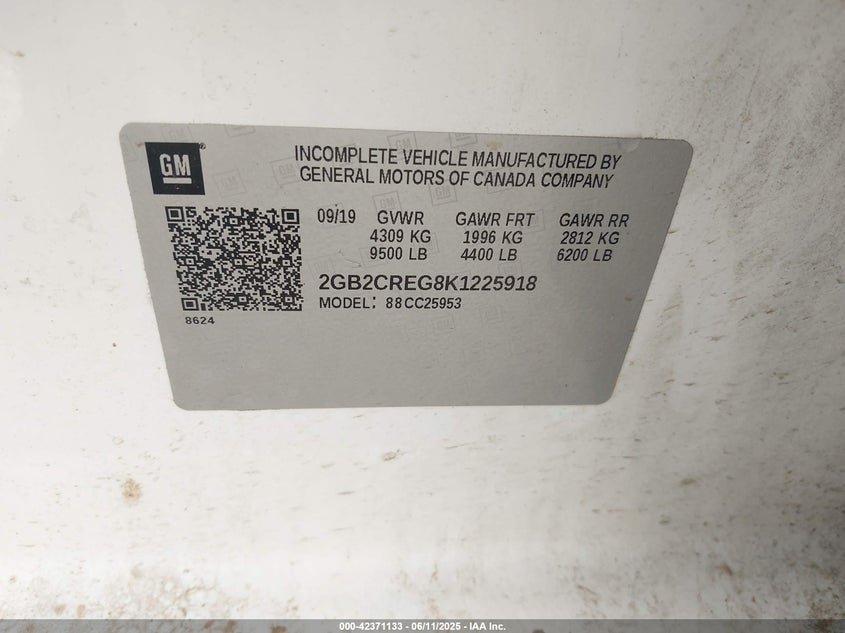 GM
INCOMPLETE VEHICLE MANUFACTURED BY
GENERAL MOTORS OF CANADA COMPANY
09/19 GVWR GAWR FRT GAWR RR
4309 KG 1996 KG 2812 KG
9500 LB 4400 LB 6200 LB
2GB2CREG8K1225918
MODEL: 88CC25953
8624
000-42371133 - 06/11/2025 - IAA Inc.